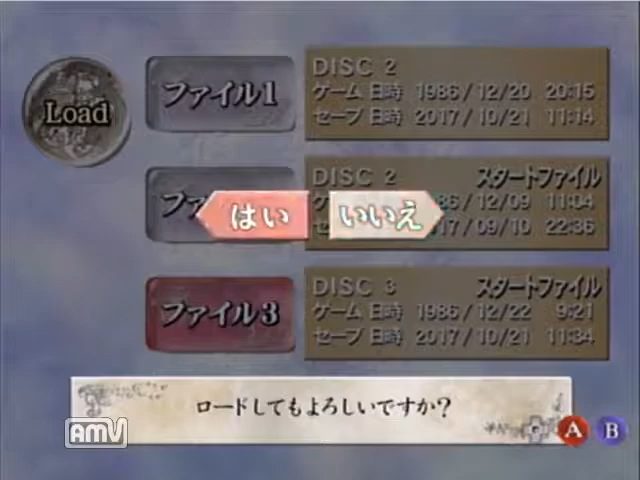 Load
ファイル1
DISC 2
ゲーム日時 1986/12/20 20:15
セーブ日時 2017/10/21 11:14
ファ
DISC 2 スタートファイル
86/12/09 11:04
17/09/10 22:36
はい
いいえ
ファイル3
DISC 3 スタートファイル
ゲーム日時 1986/12/22 9:21
セーブ日時 2017/10/21 11:34
ロードしてもよろしいですか?
AMV
A
B